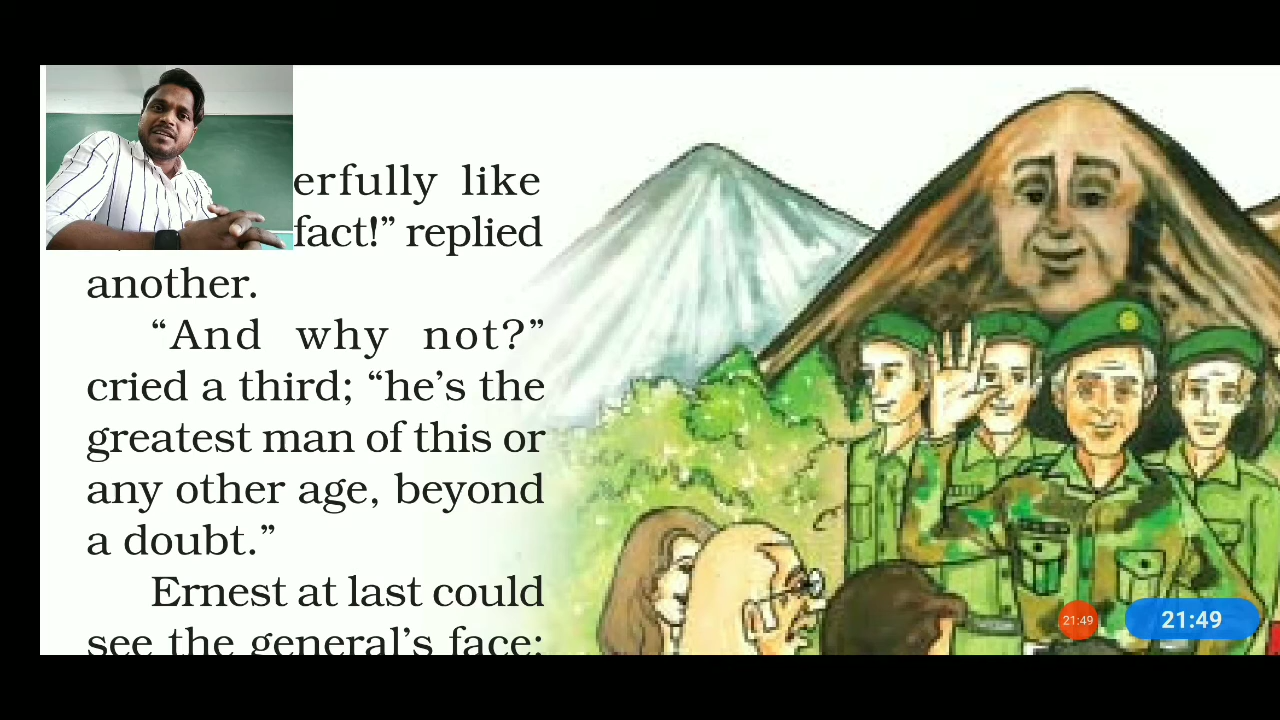 erfully like
fact!” replied
another.
“And why not?”
cried a third; “he’s the
greatest man of this or
any other age, beyond
a doubt.”
Ernest at last could
see the general’s face:
21:49
21:49